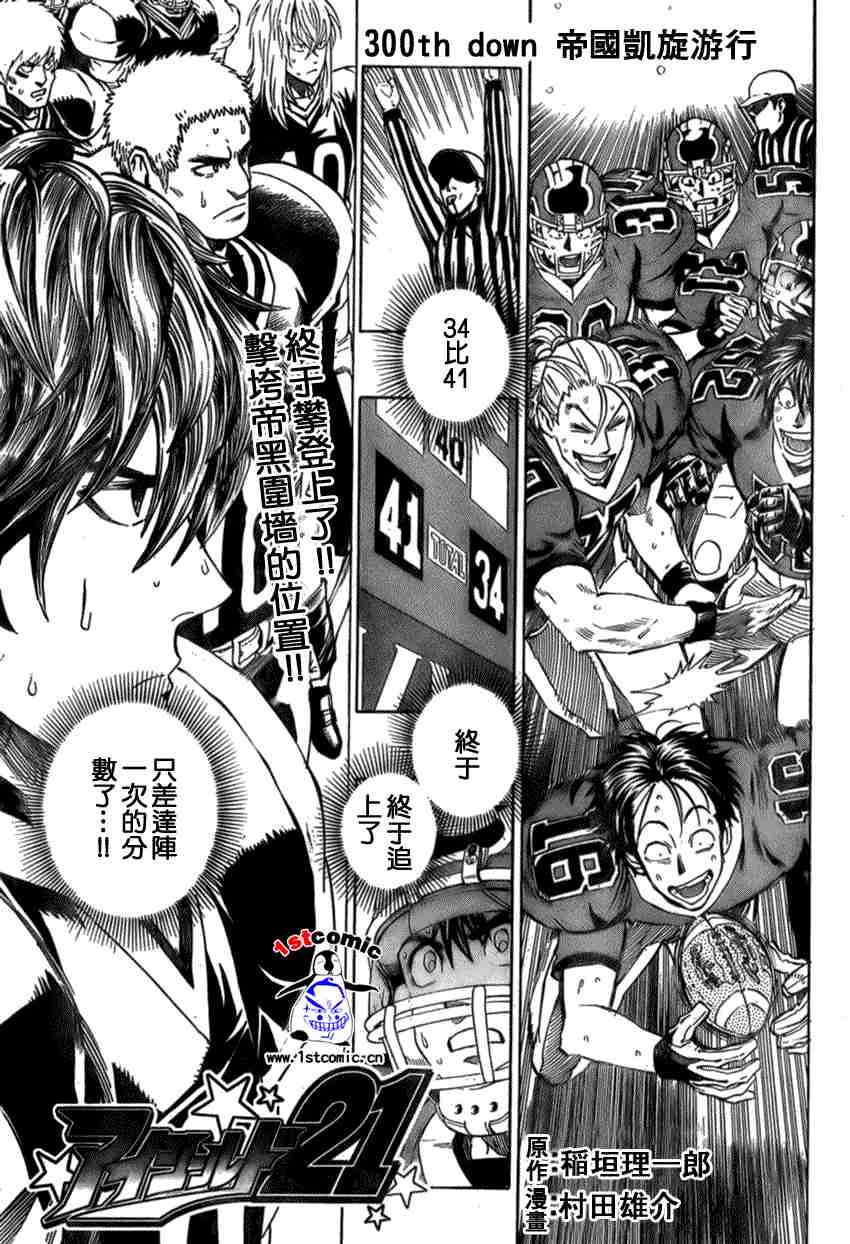 300th down 帝國凱旋游行
34
比
41
40
41
TOTAL
34
終于
終于追
上了
終于攀登上了!!
擊垮帝黑圍墻的位置!!
只差達陣
一次的分
數了…!!
16
1stcomic
www.1stcomic.cn
アイシールド21
原作:稲垣理一郎
漫畫:村田雄介